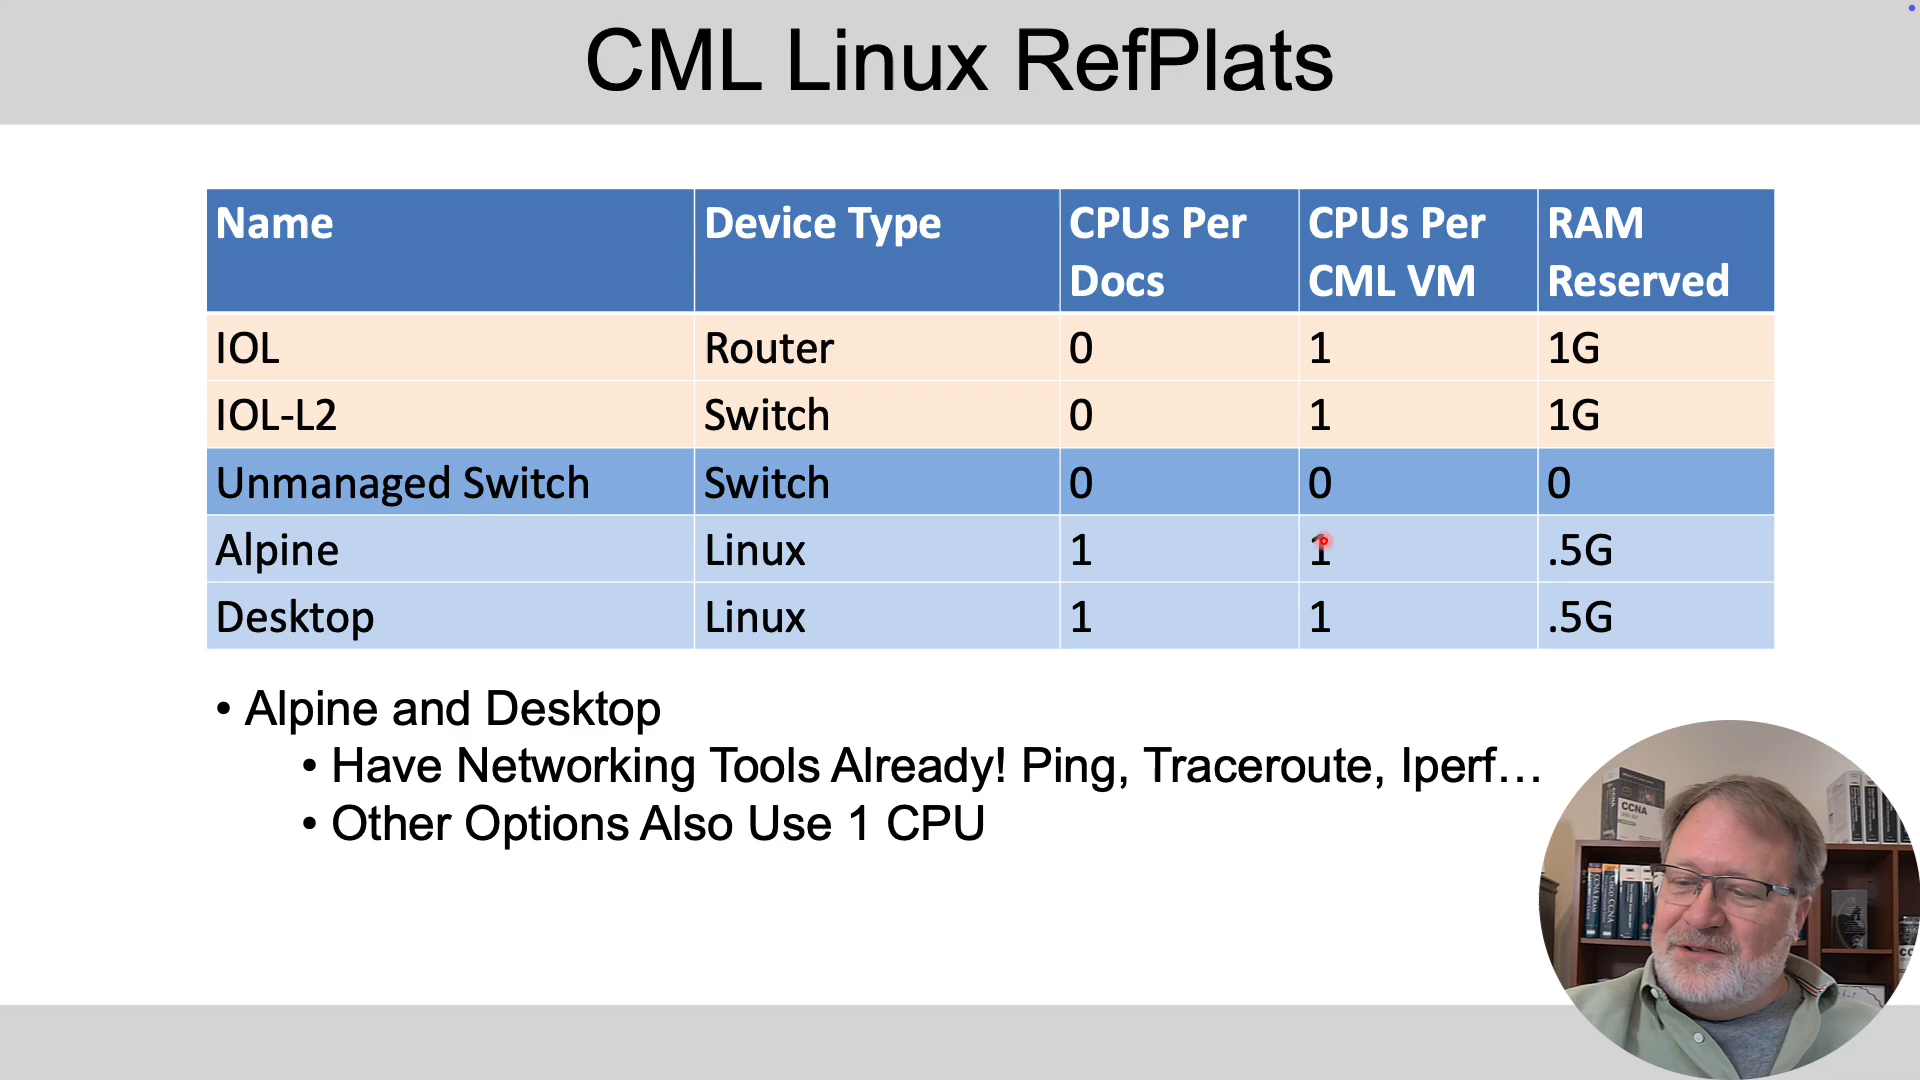 CML Linux RefPlats
Name Device Type CPUs Per Docs CPUs Per CML VM RAM Reserved
IOL Router 0 1 1G
IOL-L2 Switch 0 1 1G
Unmanaged Switch Switch 0 0 0
Alpine Linux 1 1 .5G
Desktop Linux 1 1 .5G
• Alpine and Desktop
• Have Networking Tools Already! Ping, Traceroute, Iperf…
• Other Options Also Use 1 CPU
CCNA